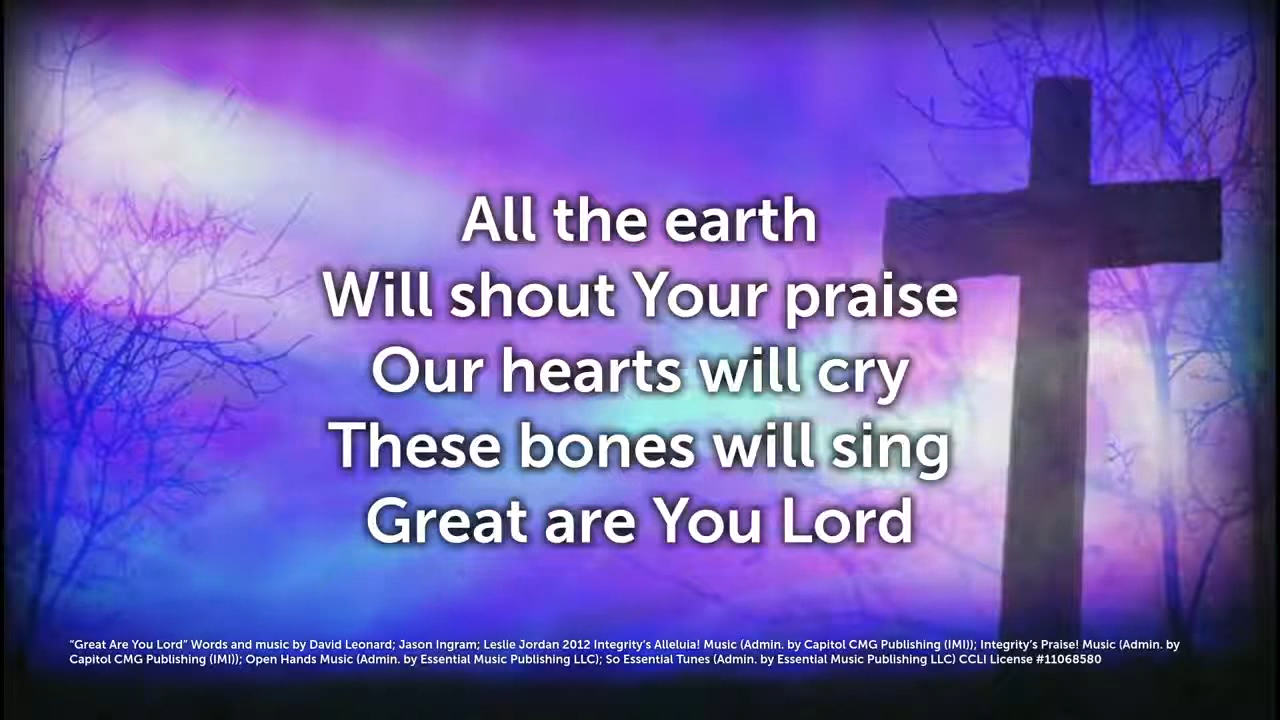 All the earth
Will shout Your praise
Our hearts will cry
These bones will sing
Great are You Lord
"Great Are You Lord" Words and music by David Leonard; Jason Ingram; Leslie Jordan 2012 Integrity's Alleluia! Music (Admin. by Capitol CMG Publishing (IMI)); Integrity's Praise! Music (Admin. by
Capitol CMG Publishing (IMI)); Open Hands Music (Admin. by Essential Music Publishing LLC); So Essential Tunes (Admin. by Essential Music Publishing LLC) CCLI License #11068580